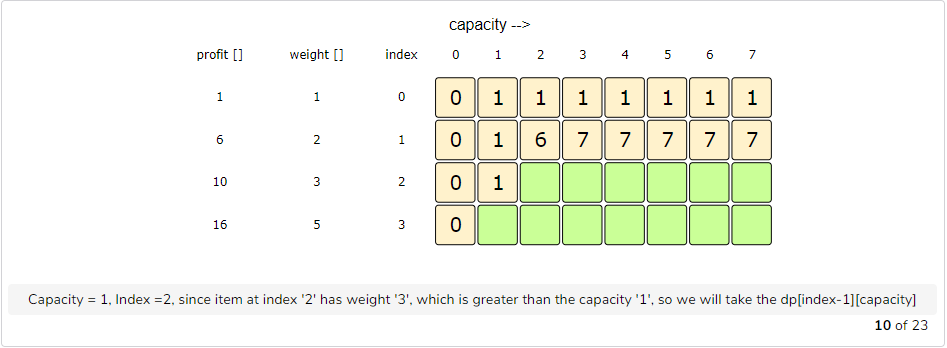 capacity -->
profit [] weight [] index 0 1 2 3 4 5 6 7
1 1 0 0 1 1 1 1 1 1 1
6 2 1 0 1 6 7 7 7 7 7
10 3 2 0 1
16 5 3 0
Capacity = 1, Index =2, since item at index '2' has weight '3', which is greater than the capacity '1', so we will take the dp[index-1][capacity]
10 of 23